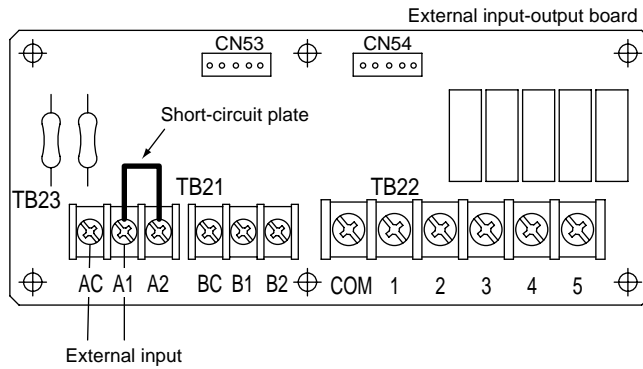 External input-output board
CN53 CN54
Short-circuit plate
TB23 TB21 TB22
AC A1 A2 BC B1 B2 COM 1 2 3 4 5
External input